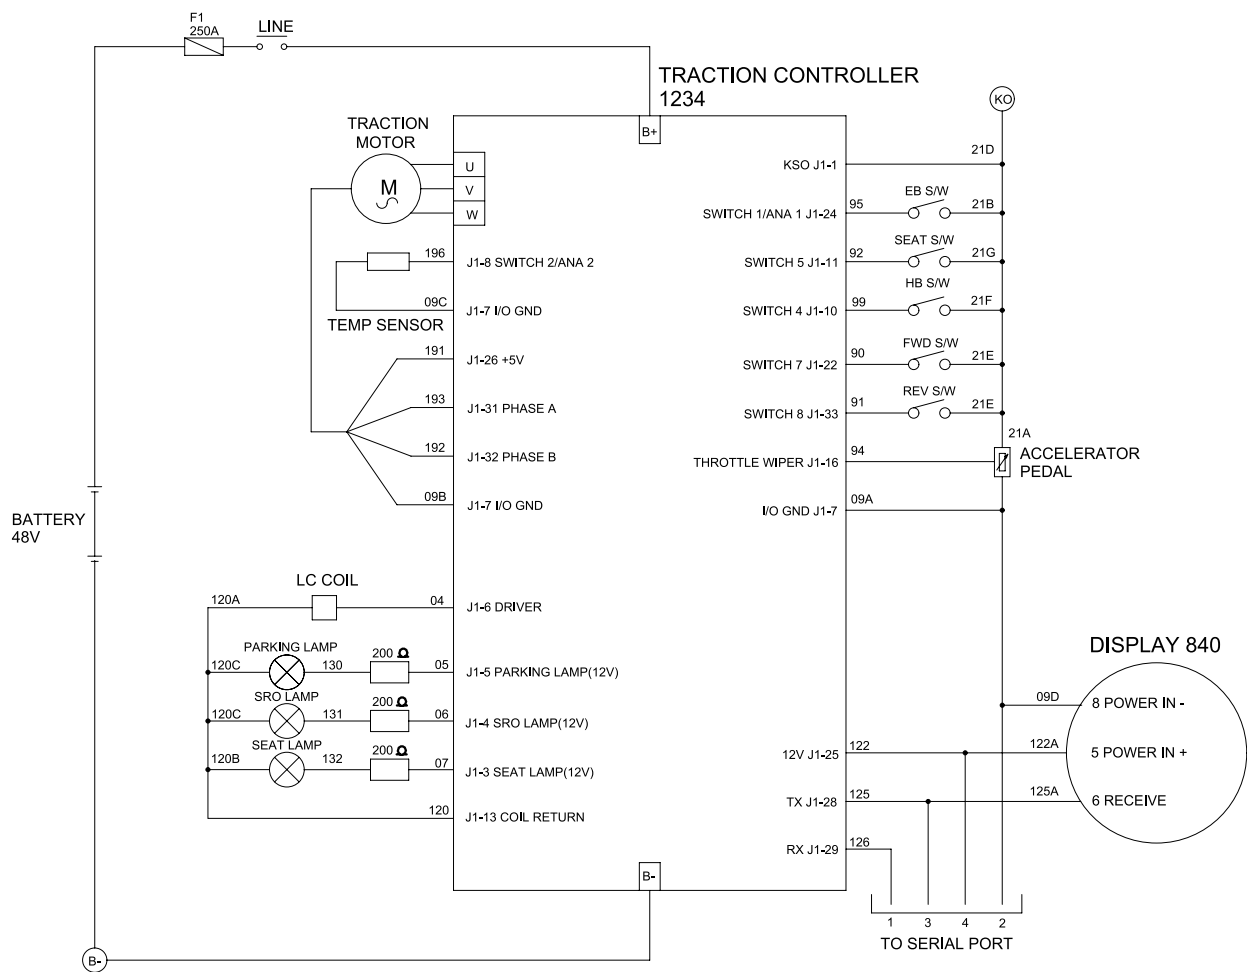 F1
250A
LINE
TRACTION CONTROLLER
1234
KO
B+
TRACTION
MOTOR
M
U
V
W
KSO J1-1
21D
SWITCH 1/ANA 1 J1-24
95
EB S/W
21B
196
J1-8 SWITCH 2/ANA 2
SWITCH 5 J1-11
92
SEAT S/W
21G
09C
J1-7 I/O GND
TEMP SENSOR
SWITCH 4 J1-10
99
HB S/W
21F
191
J1-26 +5V
SWITCH 7 J1-22
90
FWD S/W
21E
193
J1-31 PHASE A
SWITCH 8 J1-33
91
REV S/W
21E
21A
192
J1-32 PHASE B
THROTTLE WIPER J1-16
94
ACCELERATOR
PEDAL
09B
J1-7 I/O GND
I/O GND J1-7
09A
BATTERY
48V
LC COIL
120A
04
J1-6 DRIVER
PARKING LAMP
120C
130
200 Ω
05
J1-5 PARKING LAMP(12V)
SRO LAMP
120C
131
200 Ω
06
J1-4 SRO LAMP(12V)
SEAT LAMP
120B
132
200 Ω
07
J1-3 SEAT LAMP(12V)
120
J1-13 COIL RETURN
DISPLAY 840
09D
8 POWER IN -
12V J1-25
122
122A
5 POWER IN +
TX J1-28
125
125A
6 RECEIVE
RX J1-29
126
B-
1
3
4
2
TO SERIAL PORT
B-